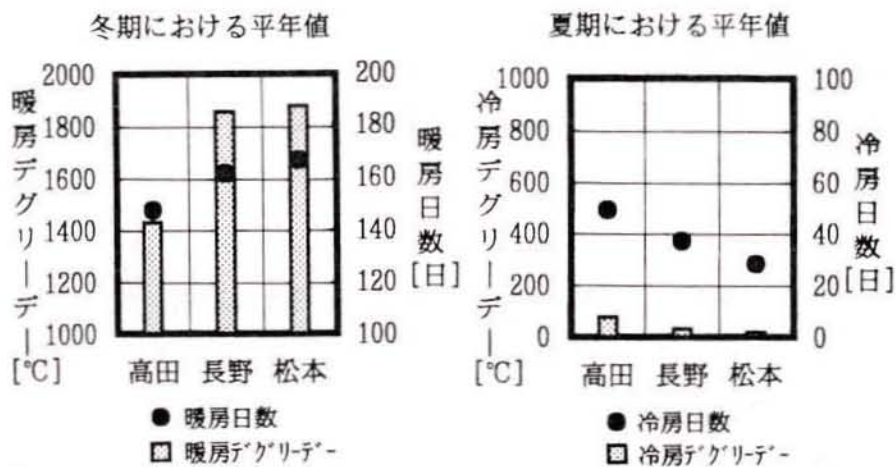 冬期における平年値
暖房デグリーデー
[℃]
2000
1800
1600
1400
1200
1000
200
180
160
140
120
100
暖房日数
[日]
高田 長野 松本
● 暖房日数
暖房デグリーデー
夏期における平年値
冷房デグリーデー
[℃]
1000
800
600
400
200
0
100
80
60
40
20
0
冷房日数
[日]
高田 長野 松本
● 冷房日数
冷房デグリーデー